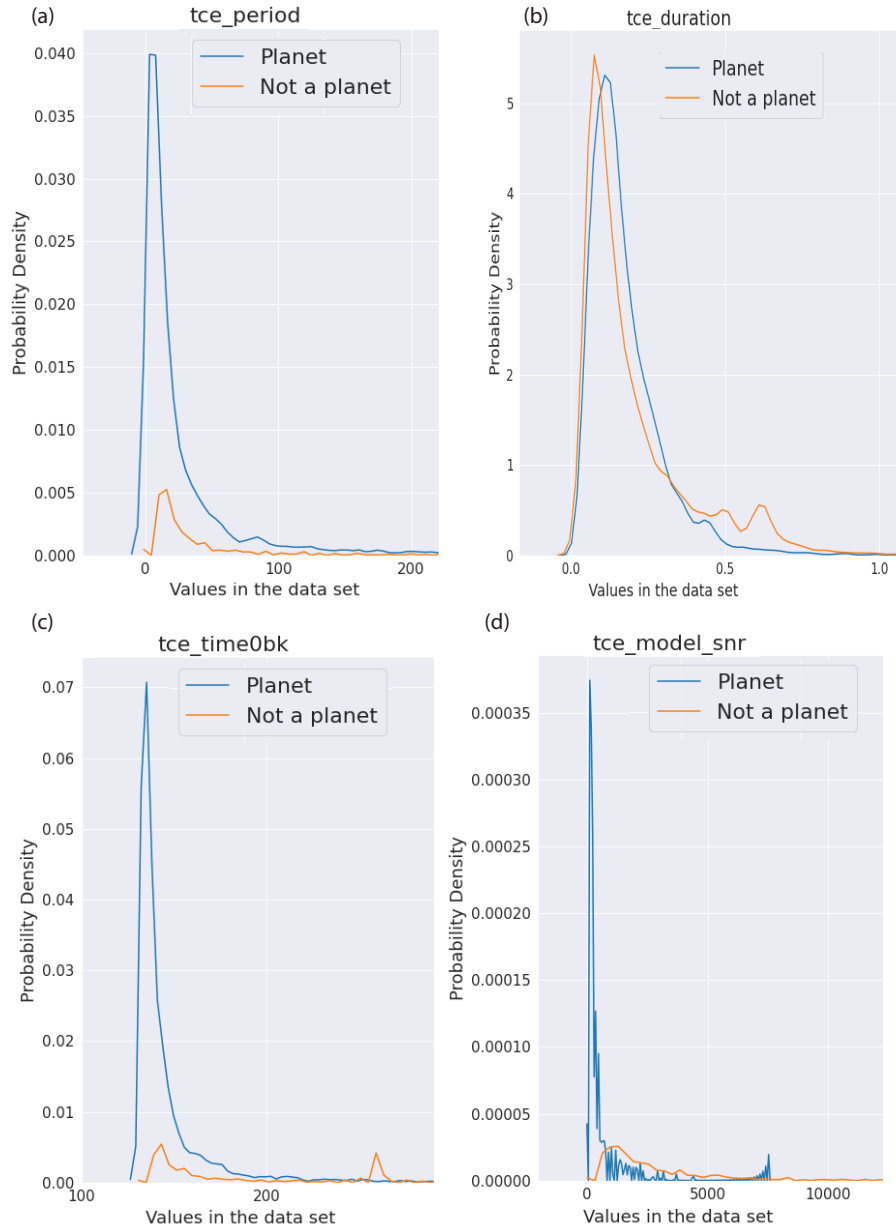 (a)
tce_period
Planet
Not a planet
0.040
0.035
0.030
0.025
0.020
0.015
0.010
0.005
0.000
Probability Density
0
100
200
Values in the data set
(b)
tce_duration
Planet
Not a planet
5
4
3
2
1
0
Probability Density
0.0
0.5
1.0
Values in the data set
(c)
tce_time0bk
Planet
Not a planet
0.07
0.06
0.05
0.04
0.03
0.02
0.01
0.00
Probability Density
100
200
Values in the data set
(d)
tce_model_snr
Planet
Not a planet
0.00035
0.00030
0.00025
0.00020
0.00015
0.00010
0.00005
0.00000
Probability Density
0
5000
10000
Values in the data set